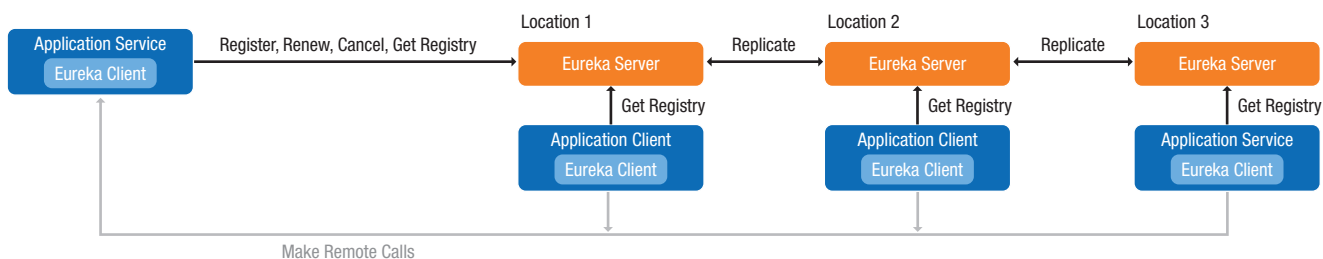 Location 1
Location 2
Location 3
Application Service
Eureka Client
Register, Renew, Cancel, Get Registry
Eureka Server
Replicate
Eureka Server
Replicate
Eureka Server
Get Registry
Get Registry
Get Registry
Application Client
Eureka Client
Application Client
Eureka Client
Application Service
Eureka Client
Make Remote Calls